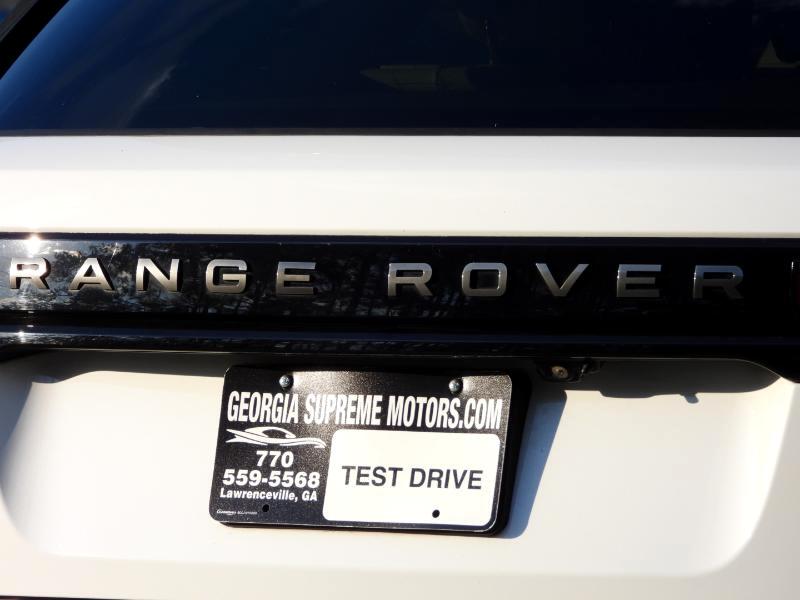 RANGE ROVER
GEORGIA SUPREME MOTORS.COM
770
559-5568
Lawrenceville, GA
TEST DRIVE